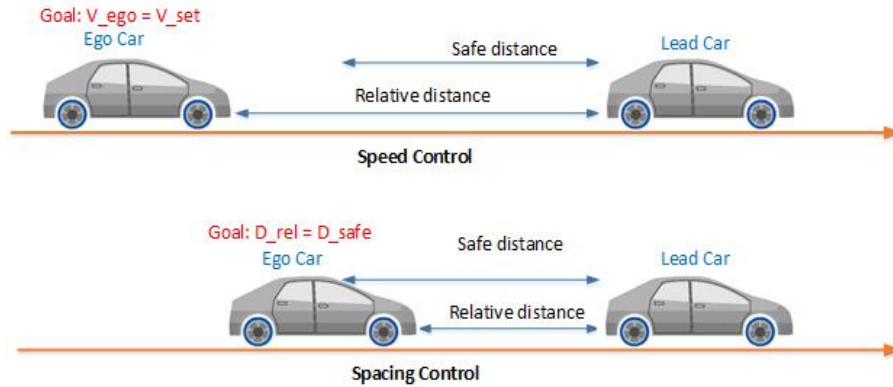 Goal: V_ego = V_set
Ego Car
Safe distance
Lead Car
Relative distance
Speed Control
Goal: D_rel = D_safe
Ego Car
Safe distance
Lead Car
Relative distance
Spacing Control